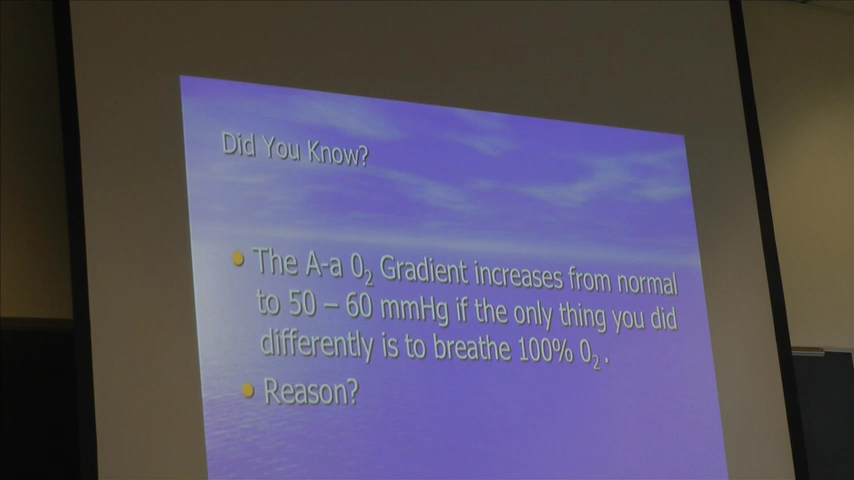 Did You Know?
• The A-a 0₂ Gradient increases from normal
to 50 – 60 mmHg if the only thing you did
differently is to breathe 100% 0₂ .
• Reason?